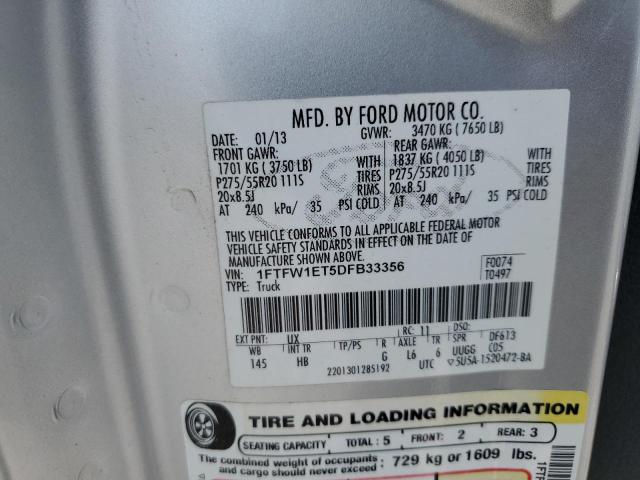 MFD. BY FORD MOTOR CO.
DATE: 01/13 GVWR: 3470 KG ( 7650 LB)
FRONT GAWR: REAR GAWR:
1701 KG ( 3750 LB) WITH 1837 KG ( 4050 LB) WITH
P275/55R20 111S TIRES P275/55R20 111S TIRES
20x8.5J RIMS 20x8.5J RIMS
AT 240 kPa/ 35 PSI COLD AT 240 kPa/ 35 PSI COLD
THIS VEHICLE CONFORMS TO ALL APPLICABLE FEDERAL MOTOR
VEHICLE SAFETY STANDARDS IN EFFECT ON THE DATE OF
MANUFACTURE SHOWN ABOVE.
VIN: 1FTFW1ET5DFB33356 F0074
TYPE: Truck T0497
EXT PNT: UX RC: 11 DSO: DF613
WB INT TR TP/PS R AXLE TR SPR C05
145 HB G L6 6 UUGG
220130128S192 UTC 5U5A-1520472-BA
TIRE AND LOADING INFORMATION
SEATING CAPACITY TOTAL: 5 FRONT: 2 REAR: 3
The combined weight of occupants and cargo should never exceed: 729 kg or 1609 lbs.